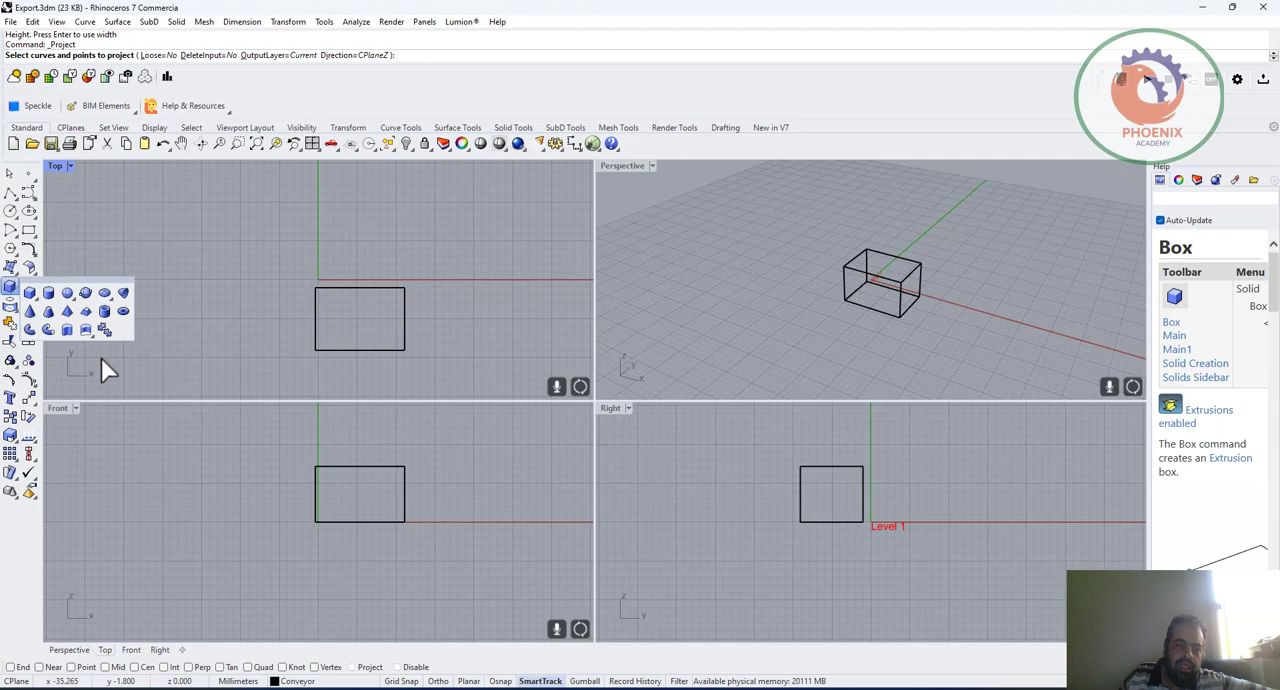 Export.3dm (23 KB) - Rhinoceros 7 Commercia
File Edit View Curve Surface SubD Solid Mesh Dimension Transform Tools Analyze Render Panels Lumion® Help
Height. Press Enter to use width
Command: _Project
Select curves and points to project ( Loose=No DeleteInput=No OutputLayer=Current Direction=CPlaneZ ):
Speckle BIM Elements Help & Resources
PHOENIX
ACADEMY
Standard CPlanes Set View Display Select Viewport Layout Visibility Transform Curve Tools Surface Tools Solid Tools SubD Tools Mesh Tools Render Tools Drafting New in V7
Top
Perspective
Help
Auto-Update
Box
Toolbar Menu
Solid
Box
Box
Main
Main1
Solid Creation
Solids Sidebar
Extrusions
enabled
The Box command
creates an Extrusion
box.
y
x
z
y
x
Front
Right
Level 1
z
x
z
y
Perspective Top Front Right
End Near Point Mid Cen Int Perp Tan Quad Knot Vertex Project Disable
CPlane x -35.265 y -1.800 z 0.000 Millimeters Conveyor Grid Snap Ortho Planar Osnap SmartTrack Gumball Record History Filter Available physical memory: 20111 MB